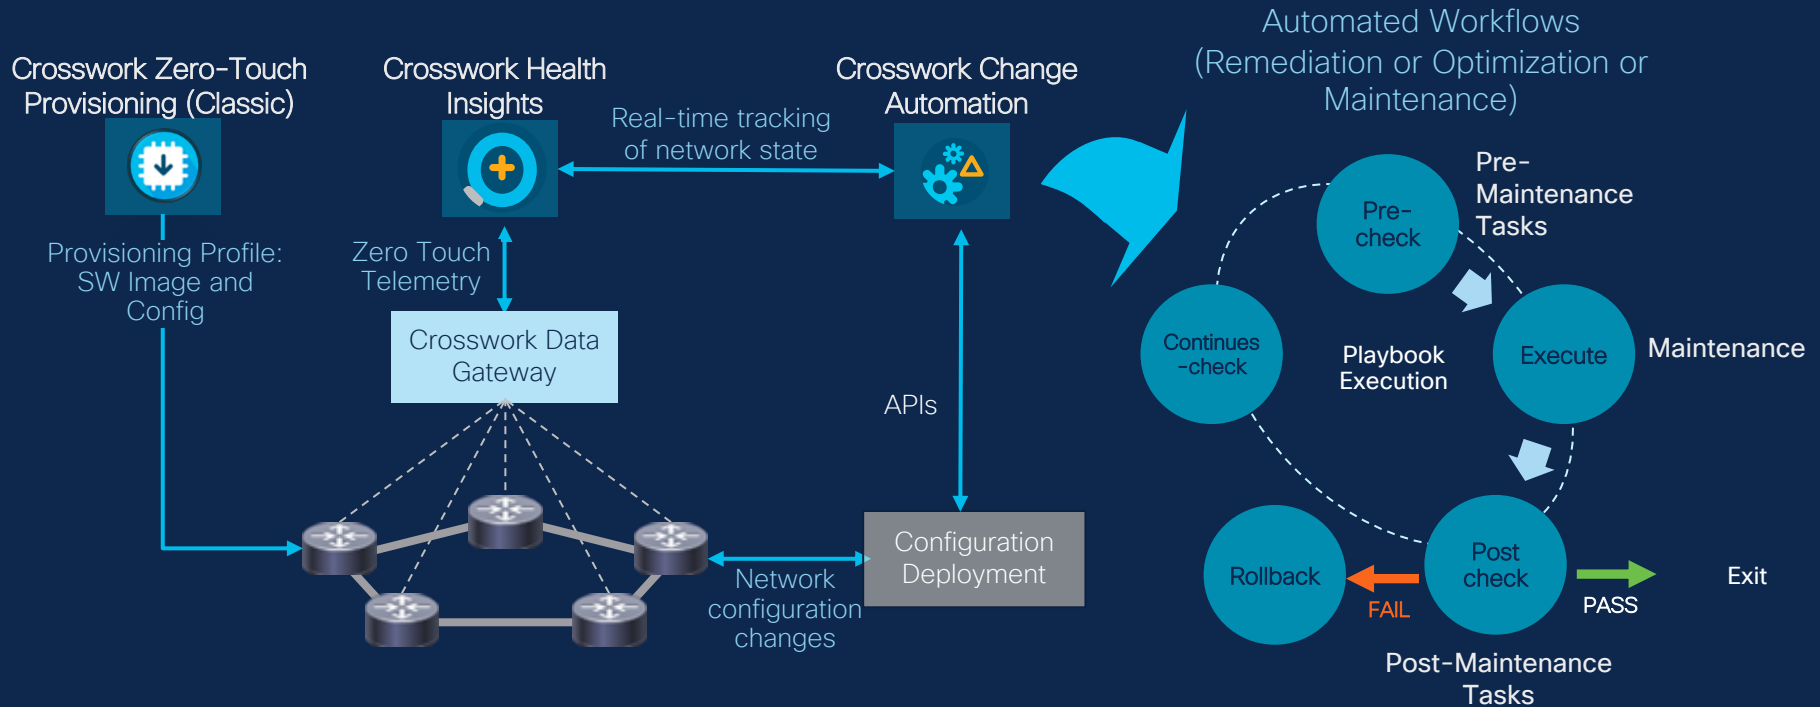 Crosswork Zero-Touch
Provisioning (Classic)
Crosswork Health
Insights
Crosswork Change
Automation
Automated Workflows
(Remediation or Optimization or
Maintenance)
Real-time tracking
of network state
Provisioning Profile:
SW Image and
Config
Zero Touch
Telemetry
Crosswork Data
Gateway
APIs
Configuration
Deployment
Network
configuration
changes
Pre-
check
Pre-
Maintenance
Tasks
Continues
-check
Playbook
Execution
Execute
Maintenance
Rollback
FAIL
Post
check
PASS
Exit
Post-Maintenance
Tasks